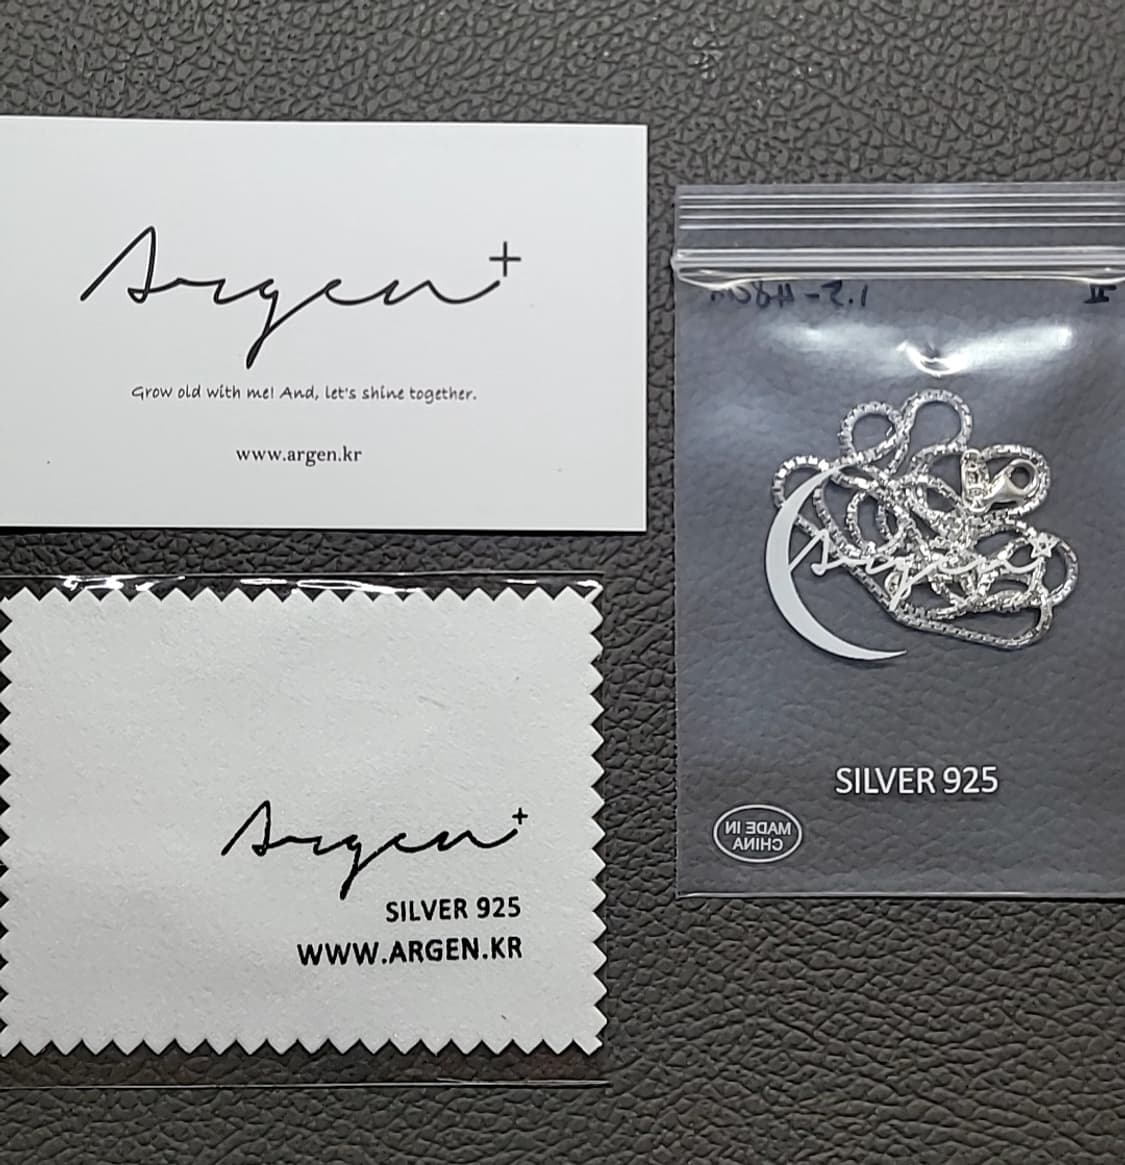 Argen+
Grow old with me! And, let's shine together.
www.argen.kr
Argen+
SILVER 925
WWW.ARGEN.KR
Argen
SILVER 925
MADE IN
CHINA